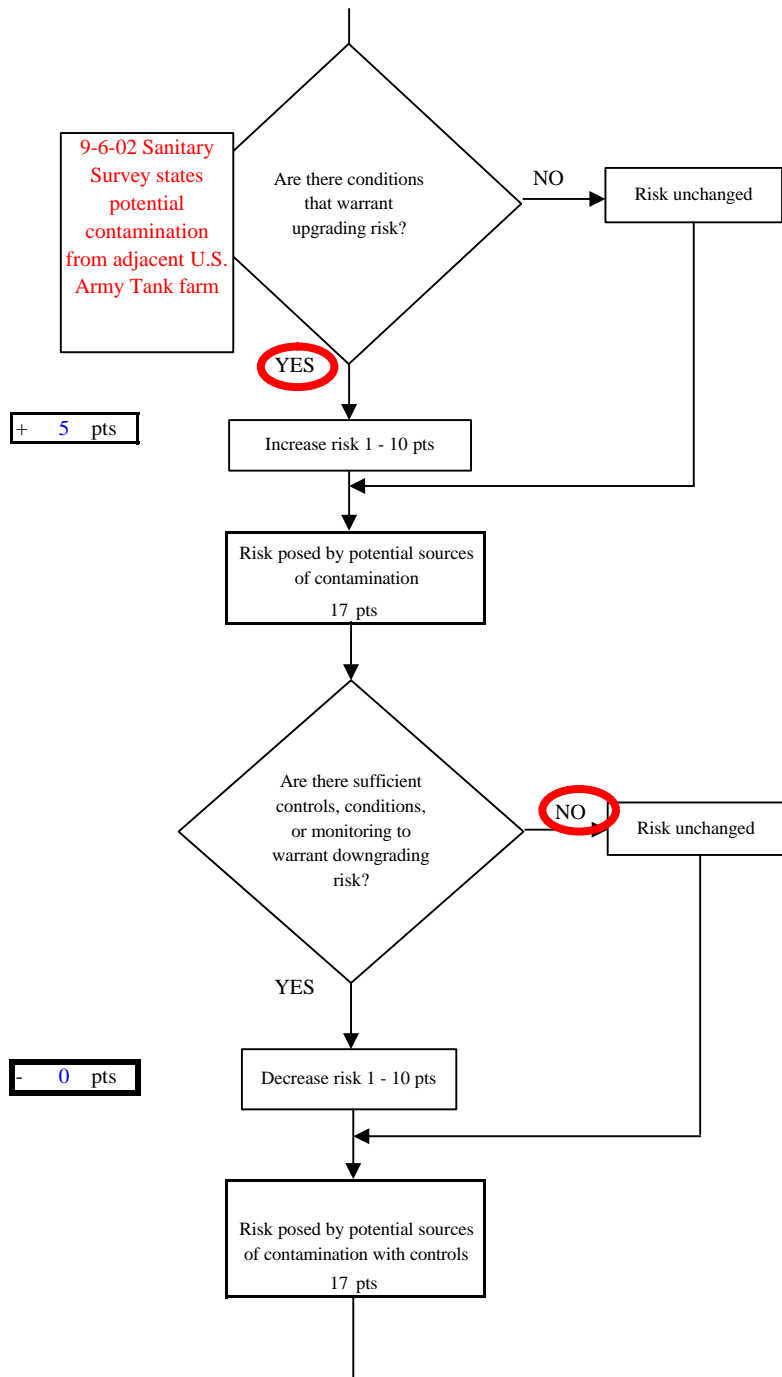 9-6-02 Sanitary
Survey states
potential
contamination
from adjacent U.S.
Army Tank farm
Are there conditions
that warrant
upgrading risk?
NO
Risk unchanged
YES
+ 5 pts
Increase risk 1 - 10 pts
Risk posed by potential sources
of contamination
17 pts
Are there sufficient
controls, conditions,
or monitoring to
warrant downgrading
risk?
NO
Risk unchanged
YES
- 0 pts
Decrease risk 1 - 10 pts
Risk posed by potential sources
of contamination with controls
17 pts